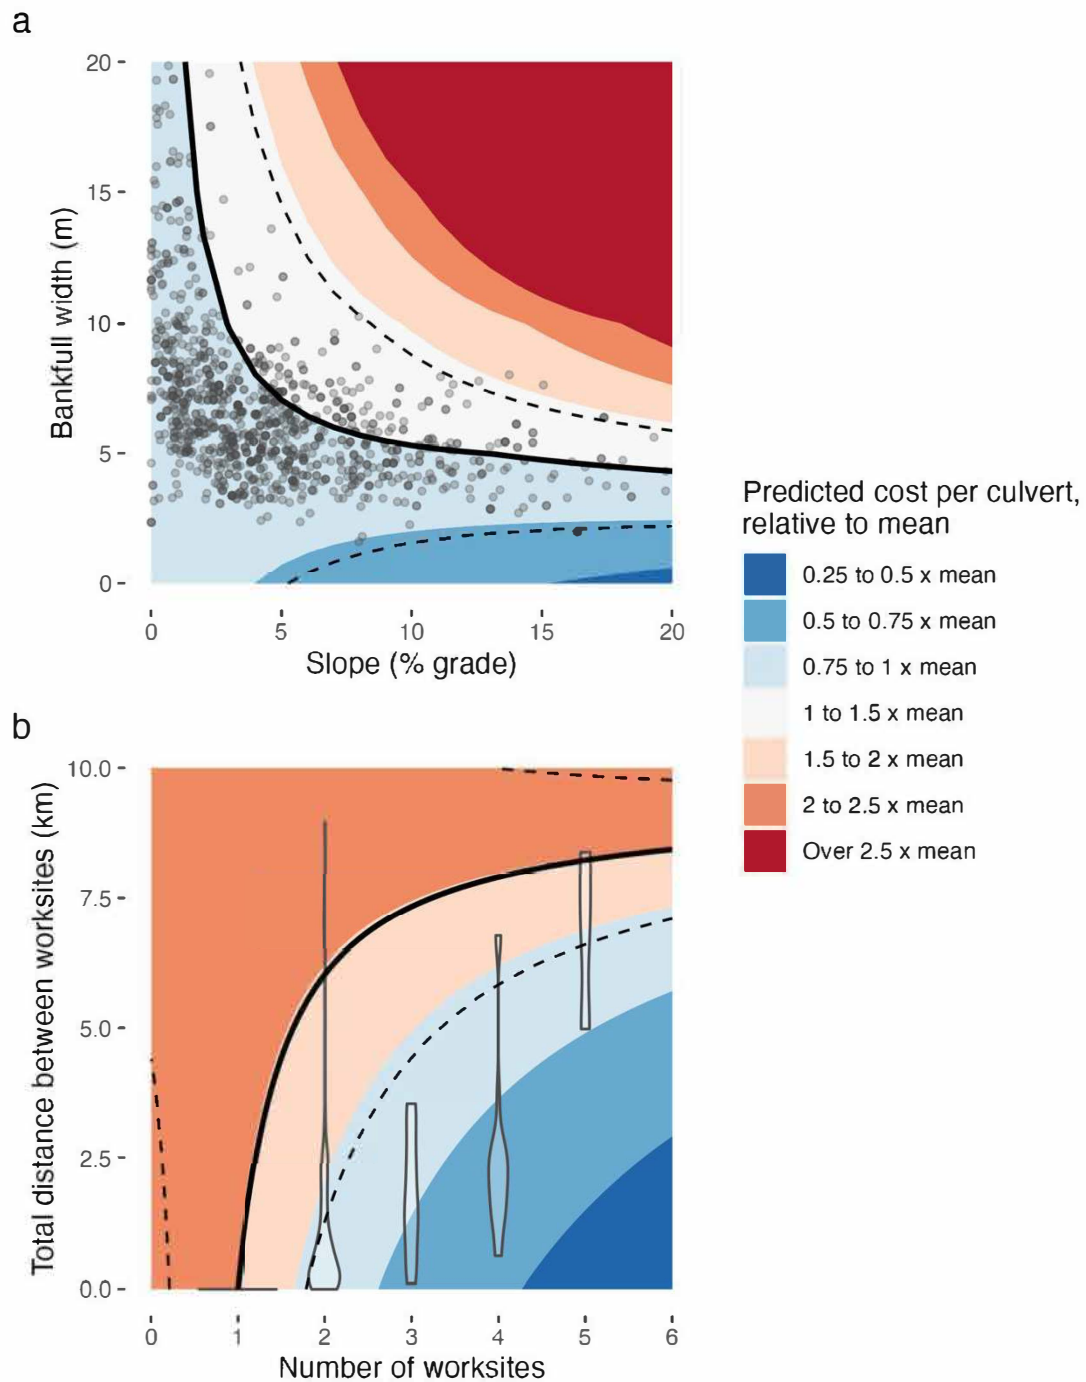 a
20
15
10
5
0
Bankfull width (m)
0 5 10 15 20
Slope (% grade)
Predicted cost per culvert,
relative to mean
0.25 to 0.5 x mean
0.5 to 0.75 x mean
0.75 to 1 x mean
1 to 1.5 x mean
1.5 to 2 x mean
2 to 2.5 x mean
Over 2.5 x mean
b
10.0
7.5
5.0
2.5
0.0
Total distance between worksites (km)
0 1 2 3 4 5 6
Number of worksites